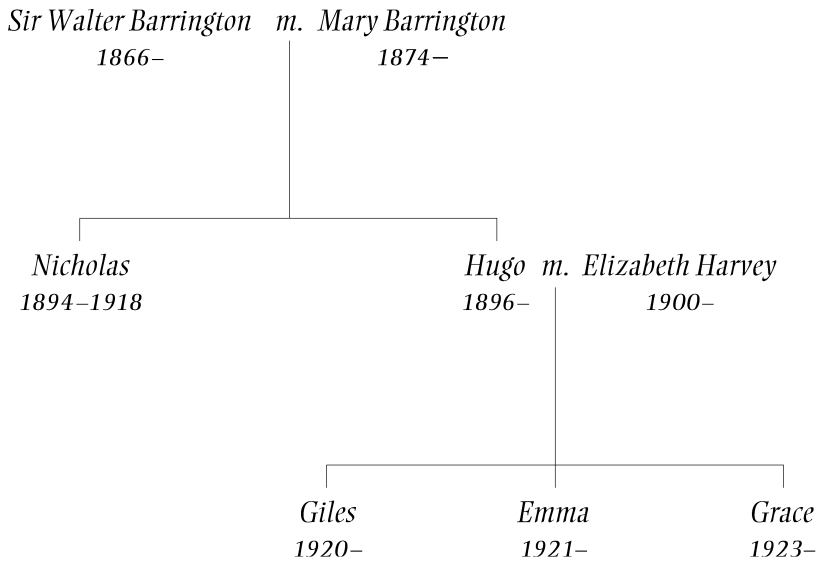 Sir Walter Barrington m. Mary Barrington
1866– 1874–
Nicholas Hugo m. Elizabeth Harvey
1894–1918 1896– 1900–
Giles Emma Grace
1920– 1921– 1923–